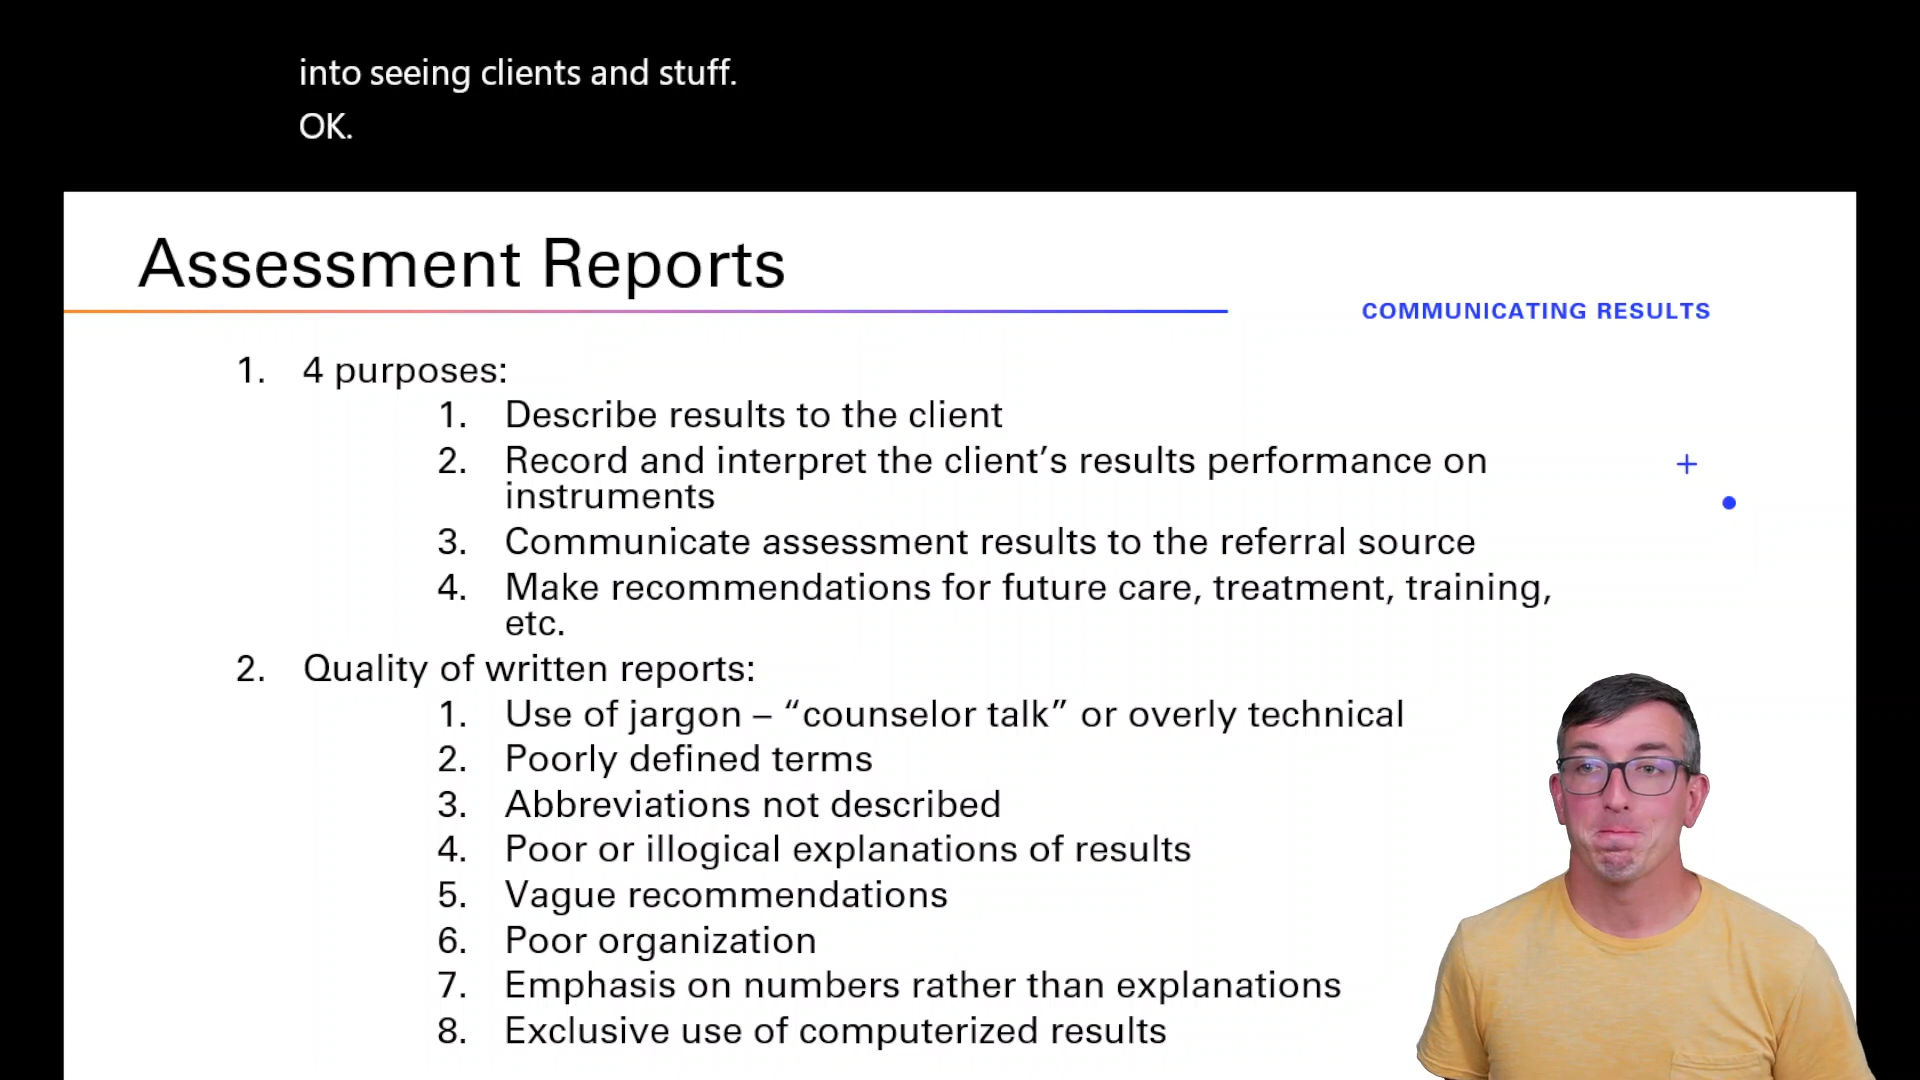 into seeing clients and stuff.
OK.
Assessment Reports
COMMUNICATING RESULTS
1. 4 purposes:
1. Describe results to the client
2. Record and interpret the client’s results performance on
instruments
3. Communicate assessment results to the referral source
4. Make recommendations for future care, treatment, training,
etc.
2. Quality of written reports:
1. Use of jargon – “counselor talk” or overly technical
2. Poorly defined terms
3. Abbreviations not described
4. Poor or illogical explanations of results
5. Vague recommendations
6. Poor organization
7. Emphasis on numbers rather than explanations
8. Exclusive use of computerized results